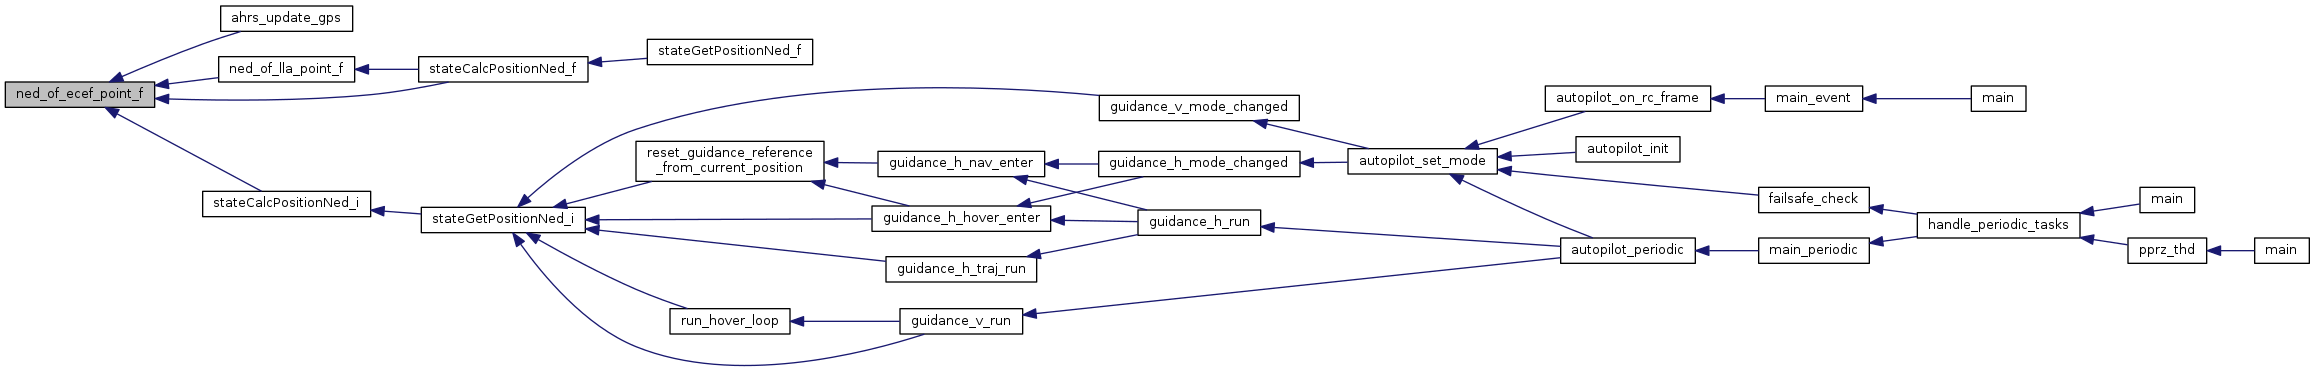 ahrs_update_gps
stateGetPositionNed_f
ned_of_lla_point_f
stateCalcPositionNed_f
ned_of_ecef_point_f
guidance_v_mode_changed
autopilot_on_rc_frame
main_event
main
reset_guidance_reference
_from_current_position
guidance_h_nav_enter
guidance_h_mode_changed
autopilot_set_mode
autopilot_init
stateCalcPositionNed_i
stateGetPositionNed_i
guidance_h_hover_enter
guidance_h_run
failsafe_check
handle_periodic_tasks
main
guidance_h_traj_run
autopilot_periodic
main_periodic
pprz_thd
main
run_hover_loop
guidance_v_run